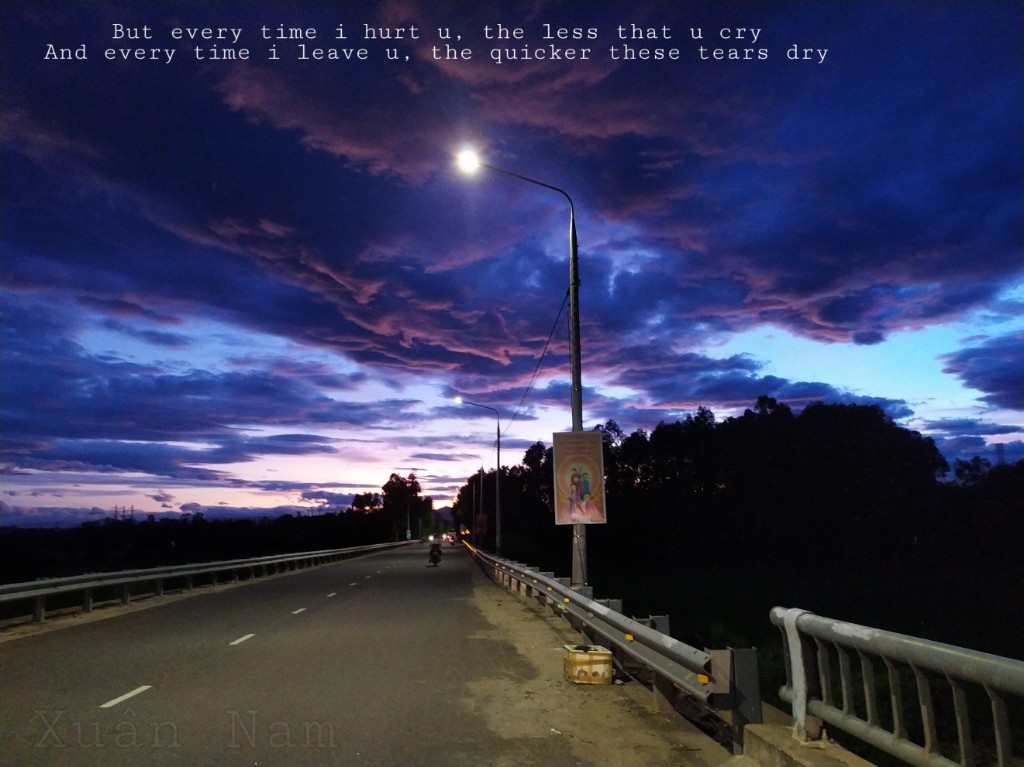 But every time i hurt u, the less that u cry
And every time i leave u, the quicker these tears dry
Xuân Nam